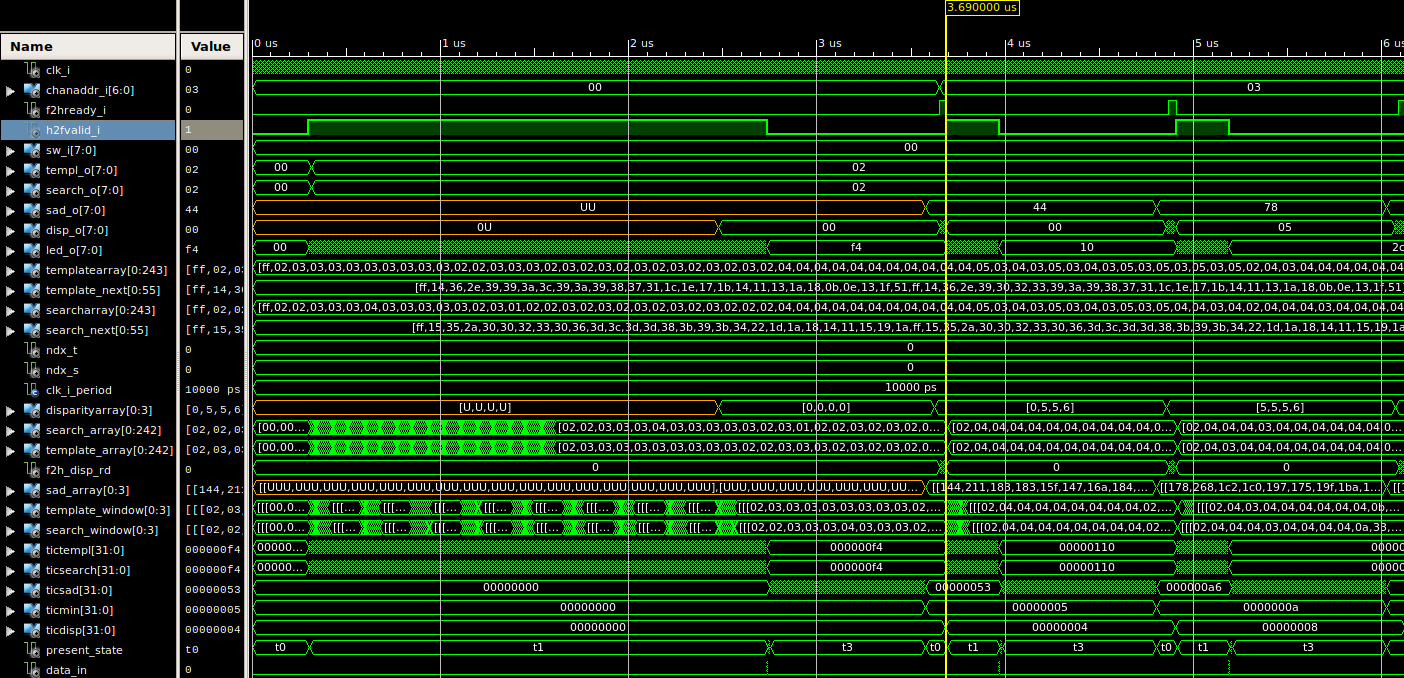 3.690000 us
Name Value 0 us 1 us 2 us 3 us 4 us 5 us 6 us
clk_i 0
chanaddr_i[6:0] 03 00 03
f2hready_i 0
h2fvalid_i 1
sw_i[7:0] 00 00
templ_o[7:0] 02 00 02
search_o[7:0] 02 00 02
sad_o[7:0] 44 UU 44 78
disp_o[7:0] 00 0U 00 00 05
led_o[7:0] f4 00 f4 10 2c
templatearray[0:243] [ff,02,03 [ff,02,03,03,03,03,03,03,03,03,02,02,03,03,03,02,03,02,03,02,03,02,03,02,04,04,04,04,04,04,04,04,04,04,05,03,04,03,05,03,04,03,05,03,05,03,05,02,03,04,03,04,04,04,04,04
template_next[0:55] [ff,14,36 [ff,14,36,2e,39,39,3a,3c,39,3a,39,38,37,31,1c,1e,17,1b,14,11,13,1a,18,0b,0e,13,1f,51,ff,14,36,2e,39,30,32,33,39,3a,39,38,37,31,1c,1e,17,1b,14,11,13,1a,18,0b,0e,13,1f,51]
searcharray[0:243] [ff,02,02 [ff,02,02,03,03,03,04,03,03,03,03,02,02,03,03,01,02,02,03,02,03,02,04,04,04,04,04,04,04,04,04,04,04,03,04,03,05,03,04,03,05,03,04,03,05,03,05,02,04,04,03,04,04,04,04,04
search_next[0:55] [ff,15,35 [ff,15,35,2a,30,30,32,33,30,36,3d,3c,3d,3d,38,3b,39,3b,34,22,1d,1a,18,14,11,15,19,1a,ff,15,35,2a,30,30,32,33,30,36,3d,3c,3d,3d,38,3b,39,3b,34,22,1d,1a,18,14,11,15,19,1a
ndx_t 0 0
ndx_s 0 0
clk_i_period 10000 ps 10000 ps
disparityarray[0:3] [0,5,5,6] [U,U,U,U] [0,0,0,0] [0,5,5,6] [5,5,5,6]
search_array[0:242] [02,02,0 [00,00... [02,02,03,03,03,04,03,03,03,03,02,02,03,03,01,02,02,03,02,03,02,0... [02,04,04,04,04,04,04,04,04,04,0... [02,04,04,04,03,04,04,04,04,0...
template_array[0:242] [02,03,0 [00,00... [02,03,03,03,03,03,03,03,03,02,02,03,03,03,02,03,02,03,02,03,02,0... [02,04,04,04,04,04,04,04,04,04,0... [02,03,04,03,04,04,04,04,04,0...
f2h_disp_rd 0 0 0 0
sad_array[0:3] [[144,211 [[UUU,UUU,UUU,UUU,UUU,UUU,UUU,UUU,UUU,UUU,UUU,UUU,UUU,UUU,UUU,UUU,UUU],[UUU,UUU,UUU,UUU,UUU,UUU,UU... [[144,211,183,183,15f,147,16a,184,... [[178,268,1c2,1c0,197,175,19f,1ba,1... [[1
template_window[0:3] [[[02,03, [[[00,0... [[[... [[[... [[[... [[[... [[[... [[[... [[[... [[[... [[[02,03,03,03,03,03,03,03,03,02,... [[[02,04,04,04,04,04,04,04,04,02,... [[[02,04,04,04,04,04,04,04,0b,...
search_window[0:3] [[[02,02, [[[00,0... [[[... [[[... [[[... [[[... [[[... [[[... [[[... [[[... [[[02,02,03,03,03,04,03,03,03,02,... [[[02,04,04,04,04,04,04,04,04,02... [[[02,04,04,04,03,04,04,04,04,0a,38,...
tictempl[31:0] 000000f4 00000... 000000f4 00000110 0000
ticsearch[31:0] 000000f4 00000... 000000f4 00000110 0000
ticsad[31:0] 00000053 00000000 00000053 000000a6
ticmin[31:0] 00000005 00000000 00000005 0000000a
ticdisp[31:0] 00000004 00000000 00000004 00000008
present_state t0 t0 t1 t3 t0 t1 t3 t0 t1 t3
data_in 0